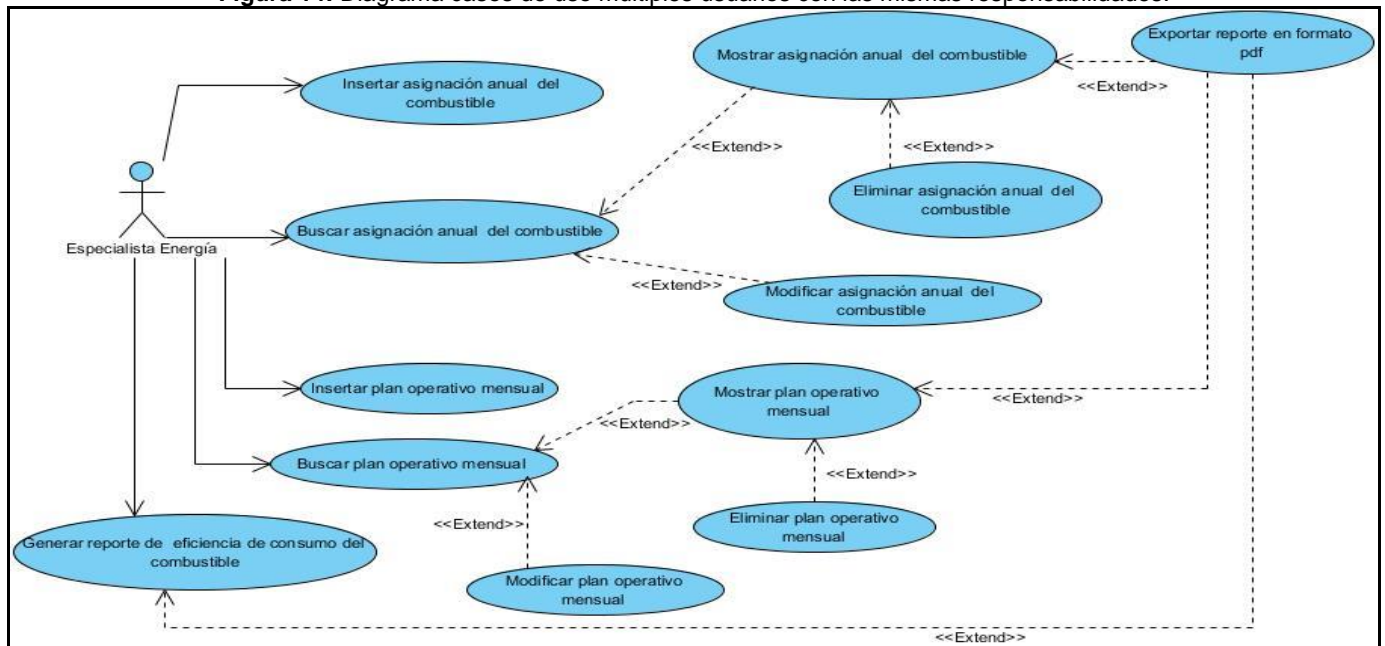 Diagrama casos de uso múltiples usuarios con las mismas responsabilidades.
Insertar asignación anual del
combustible
Mostrar asignación anual del combustible
Exportar reporte en formato
pdf
<<Extend>>
<<Extend>>
<<Extend>>
Eliminar asignación anual del
combustible
Especialista Energía
Buscar asignación anual del combustible
<<Extend>>
Modificar asignación anual del
combustible
Insertar plan operativo mensual
Mostrar plan operativo
mensual
<<Extend>>
<<Extend>>
Buscar plan operativo mensual
<<Extend>>
<<Extend>>
Eliminar plan operativo
mensual
Generar reporte de eficiencia de consumo del
combustible
Modificar plan operativo
mensual
<<Extend>>